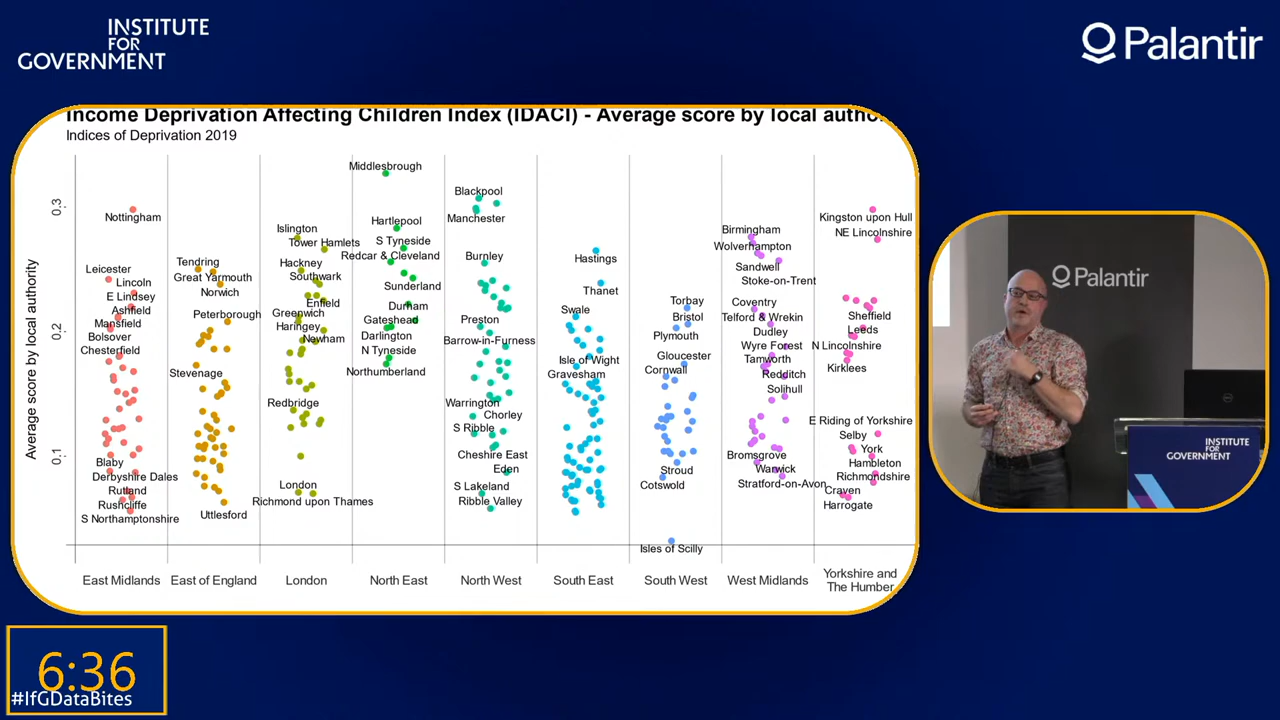 INSTITUTE
FOR
GOVERNMENT
Palantir
Income Deprivation Affecting Children Index (IDACI) - Average score by local autho
Indices of Deprivation 2019
Average score by local authority
0.3
0.2
0.1
Nottingham
Leicester
Lincoln
E Lindsey
Ashfield
Mansfield
Bolsover
Chesterfield
Blaby
Derbyshire Dales
Rutland
Rushcliffe
S Northamptonshire
Tendring
Great Yarmouth
Norwich
Peterborough
Stevenage
Uttlesford
Islington
Tower Hamlets
Hackney
Southwark
Enfield
Greenwich
Haringey
Newham
Redbridge
London
Richmond upon Thames
Middlesbrough
Hartlepool
S Tyneside
Redcar & Cleveland
Sunderland
Durham
Gateshead
Darlington
N Tyneside
Northumberland
Blackpool
Manchester
Burnley
Preston
Barrow-in-Furness
Warrington
Chorley
S Ribble
Cheshire East
Eden
S Lakeland
Ribble Valley
Hastings
Thanet
Swale
Isle of Wight
Gravesham
Torbay
Bristol
Plymouth
Gloucester
Cornwall
Stroud
Cotswold
Isles of Scilly
Birmingham
Wolverhampton
Sandwell
Stoke-on-Trent
Coventry
Telford & Wrekin
Dudley
Wyre Forest
Tamworth
Redditch
Solihull
Bromsgrove
Warwick
Stratford-on-Avon
Kingston upon Hull
NE Lincolnshire
Sheffield
Leeds
N Lincolnshire
Kirklees
E Riding of Yorkshire
Selby
York
Hambleton
Richmondshire
Craven
Harrogate
East Midlands
East of England
London
North East
North West
South East
South West
West Midlands
Yorkshire and
The Humber
Palantir
INSTITUTE
FOR
GOVERNMENT
6:36
#IfGDataBites